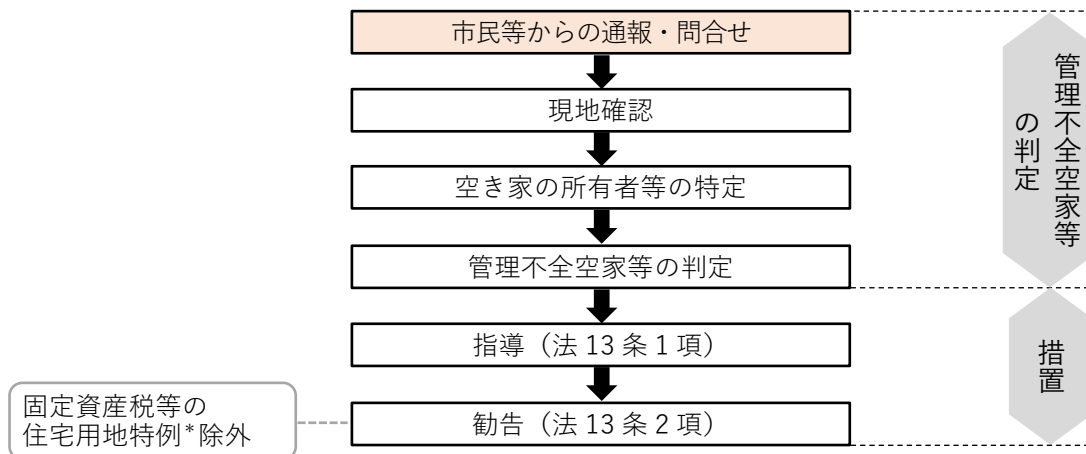 市民等からの通報・問合せ
現地確認
空き家の所有者等の特定
管理不全空家等の判定
指導（法 13 条 1 項）
勧告（法 13 条 2 項）
固定資産税等の
住宅用地特例*除外
管理不全空家等
の判定
措置